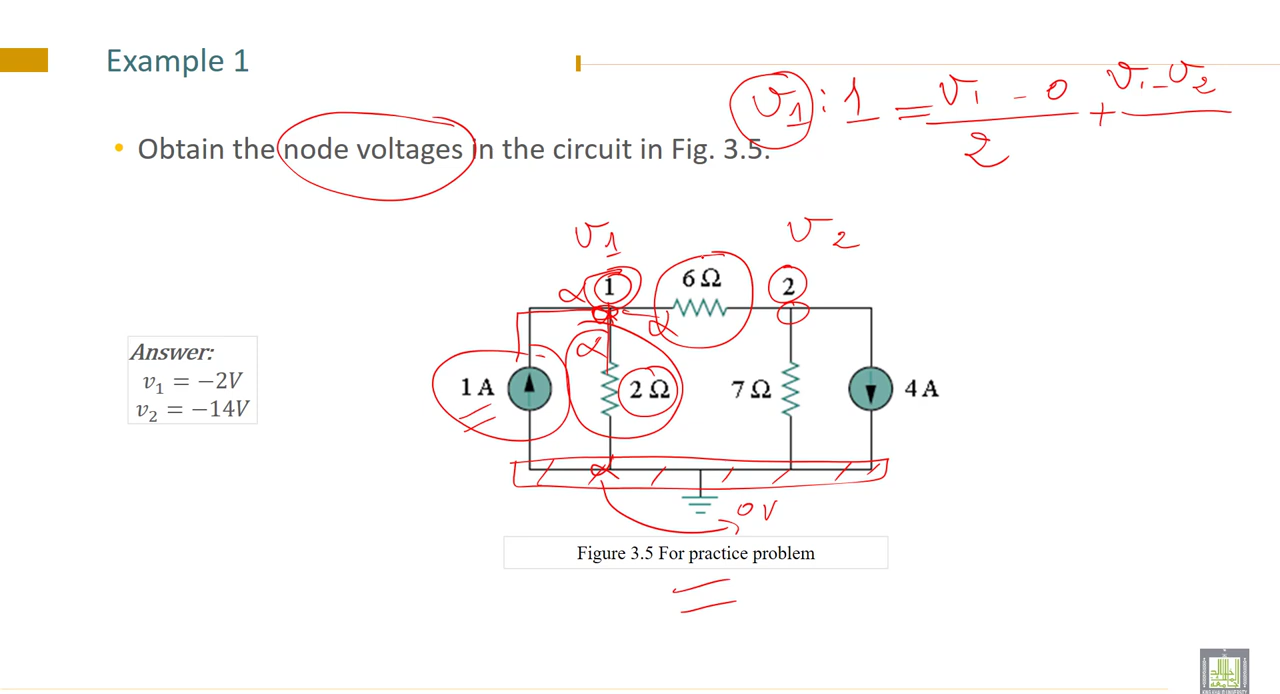 Example 1
v1 : 1 = v1 - 0 / 2 + v1 - v2
• Obtain the node voltages in the circuit in Fig. 3.5.
v1 v2
α 1 6 Ω 2
α α
Answer:
v1 = −2V
v2 = −14V
1 A 2 Ω 7 Ω 4 A
α
0 V
Figure 3.5 For practice problem